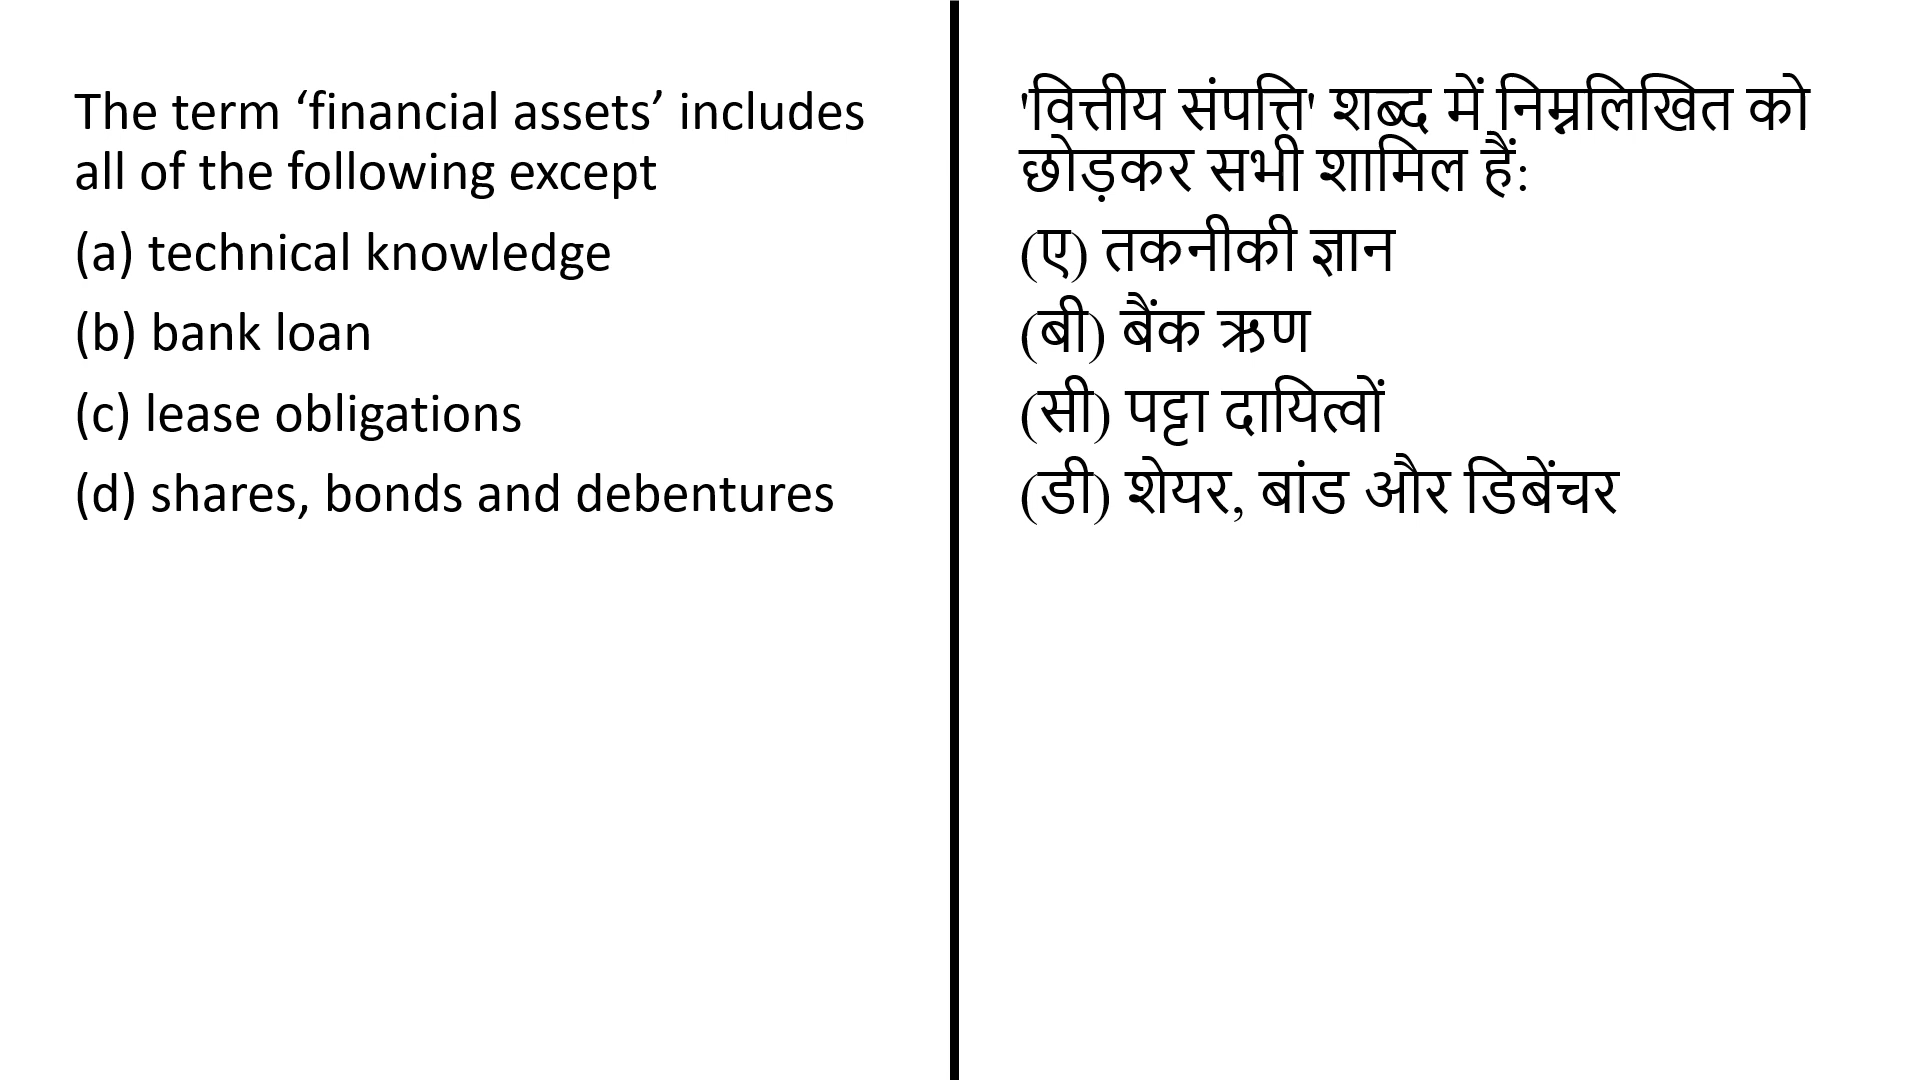 The term ‘financial assets’ includes
all of the following except
(a) technical knowledge
(b) bank loan
(c) lease obligations
(d) shares, bonds and debentures
'वित्तीय संपत्ति' शब्द में निम्नलिखित को
छोड़कर सभी शामिल हैं:
(ए) तकनीकी ज्ञान
(बी) बैंक ऋण
(सी) पट्टा दायित्वों
(डी) शेयर, बांड और डिबेंचर